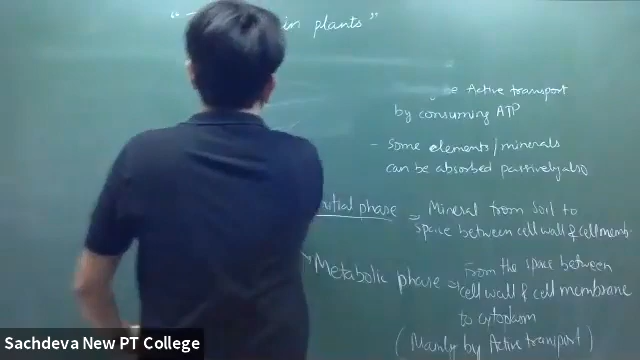 in plants”
Active transport
by consuming ATP
- Some elements/minerals
can be absorbed passively also
phase = Mineral from soil to
space between cell wall & cell memb.
Metabolic phase = From the space between
cell wall & cell membrane
to cytoplasm
(Mainly by Active transport)
Sachdeva New PT College